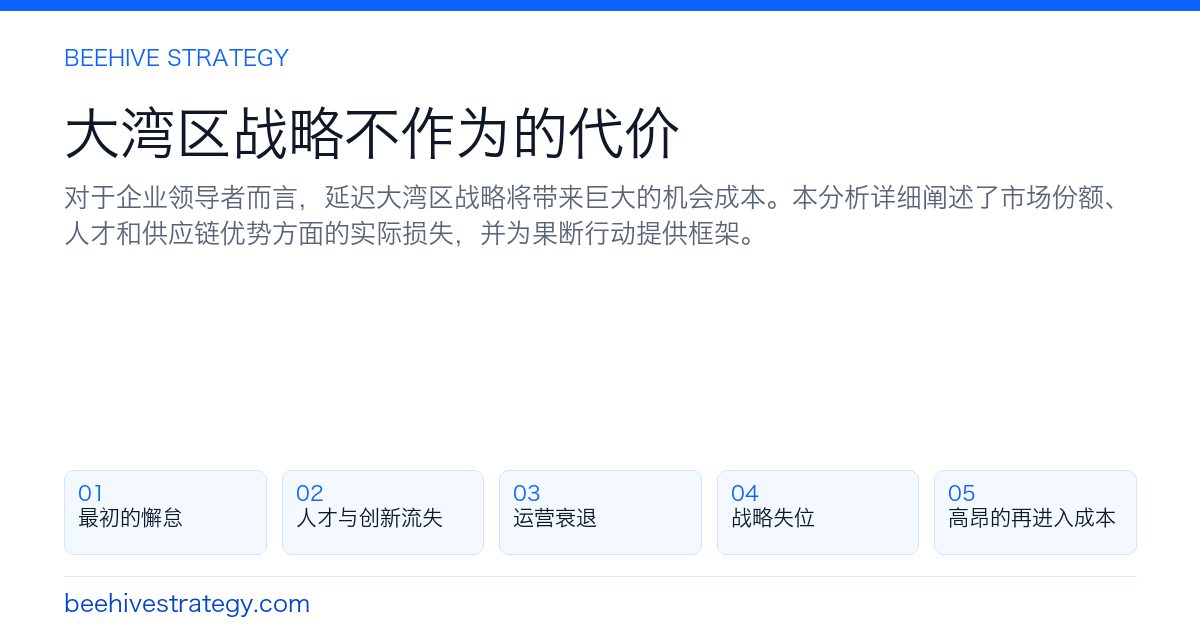 BEEHIVE STRATEGY
大湾区战略不作为的代价
对于企业领导者而言，延迟大湾区战略将带来巨大的机会成本。本分析详细阐述了市场份额、
人才和供应链优势方面的实际损失，并为果断行动提供框架。
01
最初的懈怠
02
人才与创新流失
03
运营衰退
04
战略失位
05
高昂的再进入成本
beehivestrategy.com